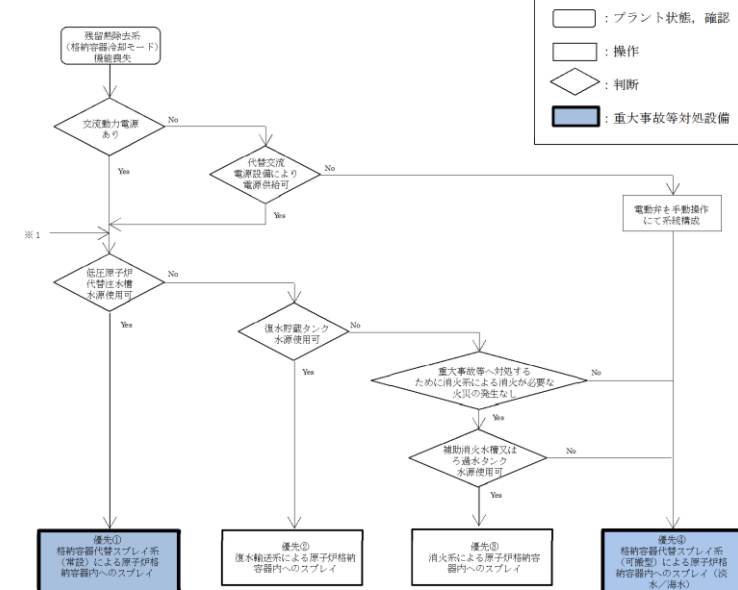 ：プラント状態，確認
：操作
：判断
：重大事故等対処設備
残留熱除去系
（格納容器冷却モード）
機能喪失
交流動力電源
あり
No
Yes
代替交流
電源設備により
電源供給可
No
Yes
電動弁を手動操作
にて系統構成
※1
低圧原子炉
代替注水槽
水源使用可
No
Yes
復水貯蔵タンク
水源使用可
No
Yes
重大事故等へ対処する
ために消火系による消火が必要な
火災の発生なし
No
Yes
補助消火水槽又は
ろ過水タンク
水源使用可
No
Yes
優先①
格納容器代替スプレイ系
（常設）による原子炉格
納容器内へのスプレイ
優先②
復水輸送系による原子炉格納
容器内へのスプレイ
優先③
消火系による原子炉格納容
器内へのスプレイ
優先④
格納容器代替スプレイ系
（可搬型）による原子炉格
納容器内へのスプレイ（淡
水／海水）